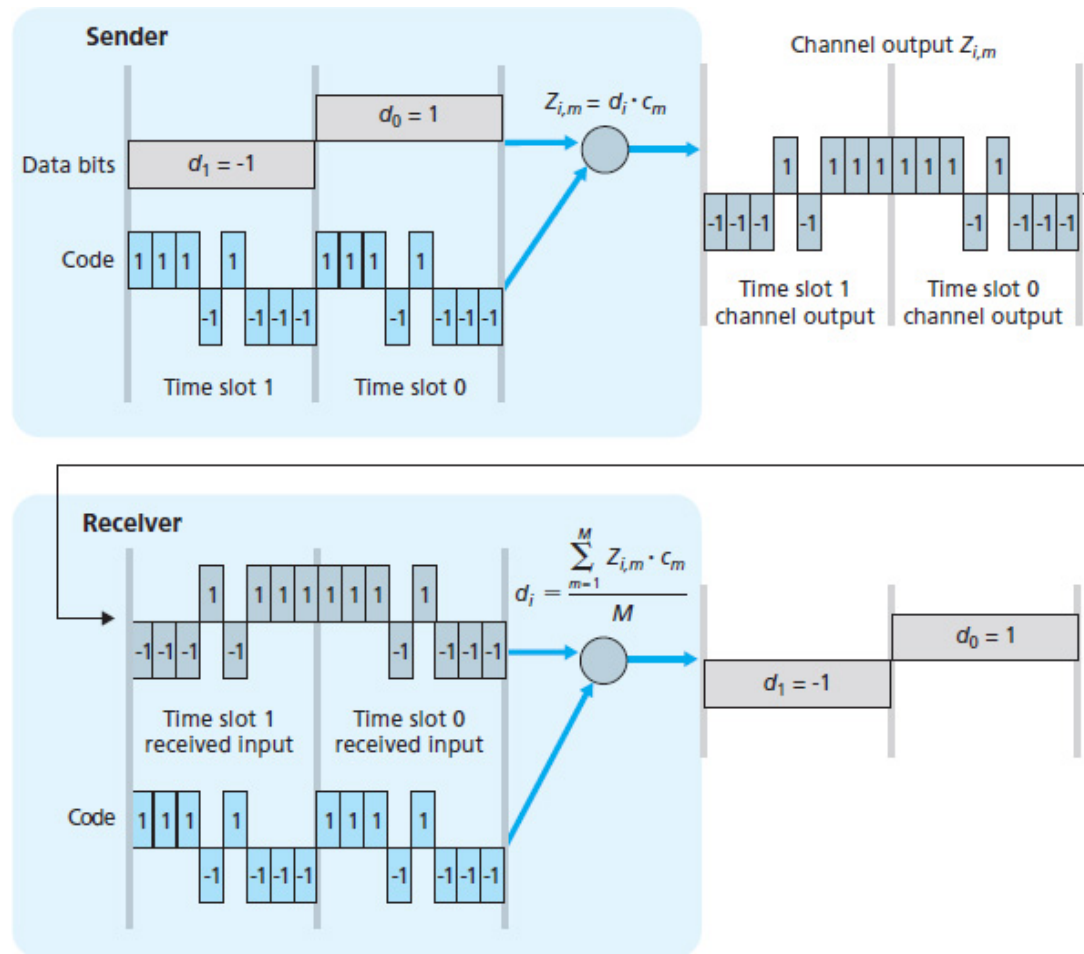 Sender
Channel output Z_{i,m}
Z_{i,m} = d_i · c_m
d_0 = 1
Data bits
d_1 = -1
1 1 1 1 1 1 1 1
-1 -1 -1 -1 -1 -1 -1 -1
Code
1 1 1 1 1 1 1 1
-1 -1 -1 -1 -1 -1 -1 -1
Time slot 1
channel output
Time slot 0
channel output
Time slot 1
Time slot 0
Receiver
d_i = \frac{\sum_{m=1}^{M} Z_{i,m} · c_m}{M}
1 1 1 1 1 1 1 1
-1 -1 -1 -1 -1 -1 -1 -1
d_0 = 1
d_1 = -1
Time slot 1
received input
Time slot 0
received input
Code
1 1 1 1 1 1 1 1
-1 -1 -1 -1 -1 -1 -1 -1